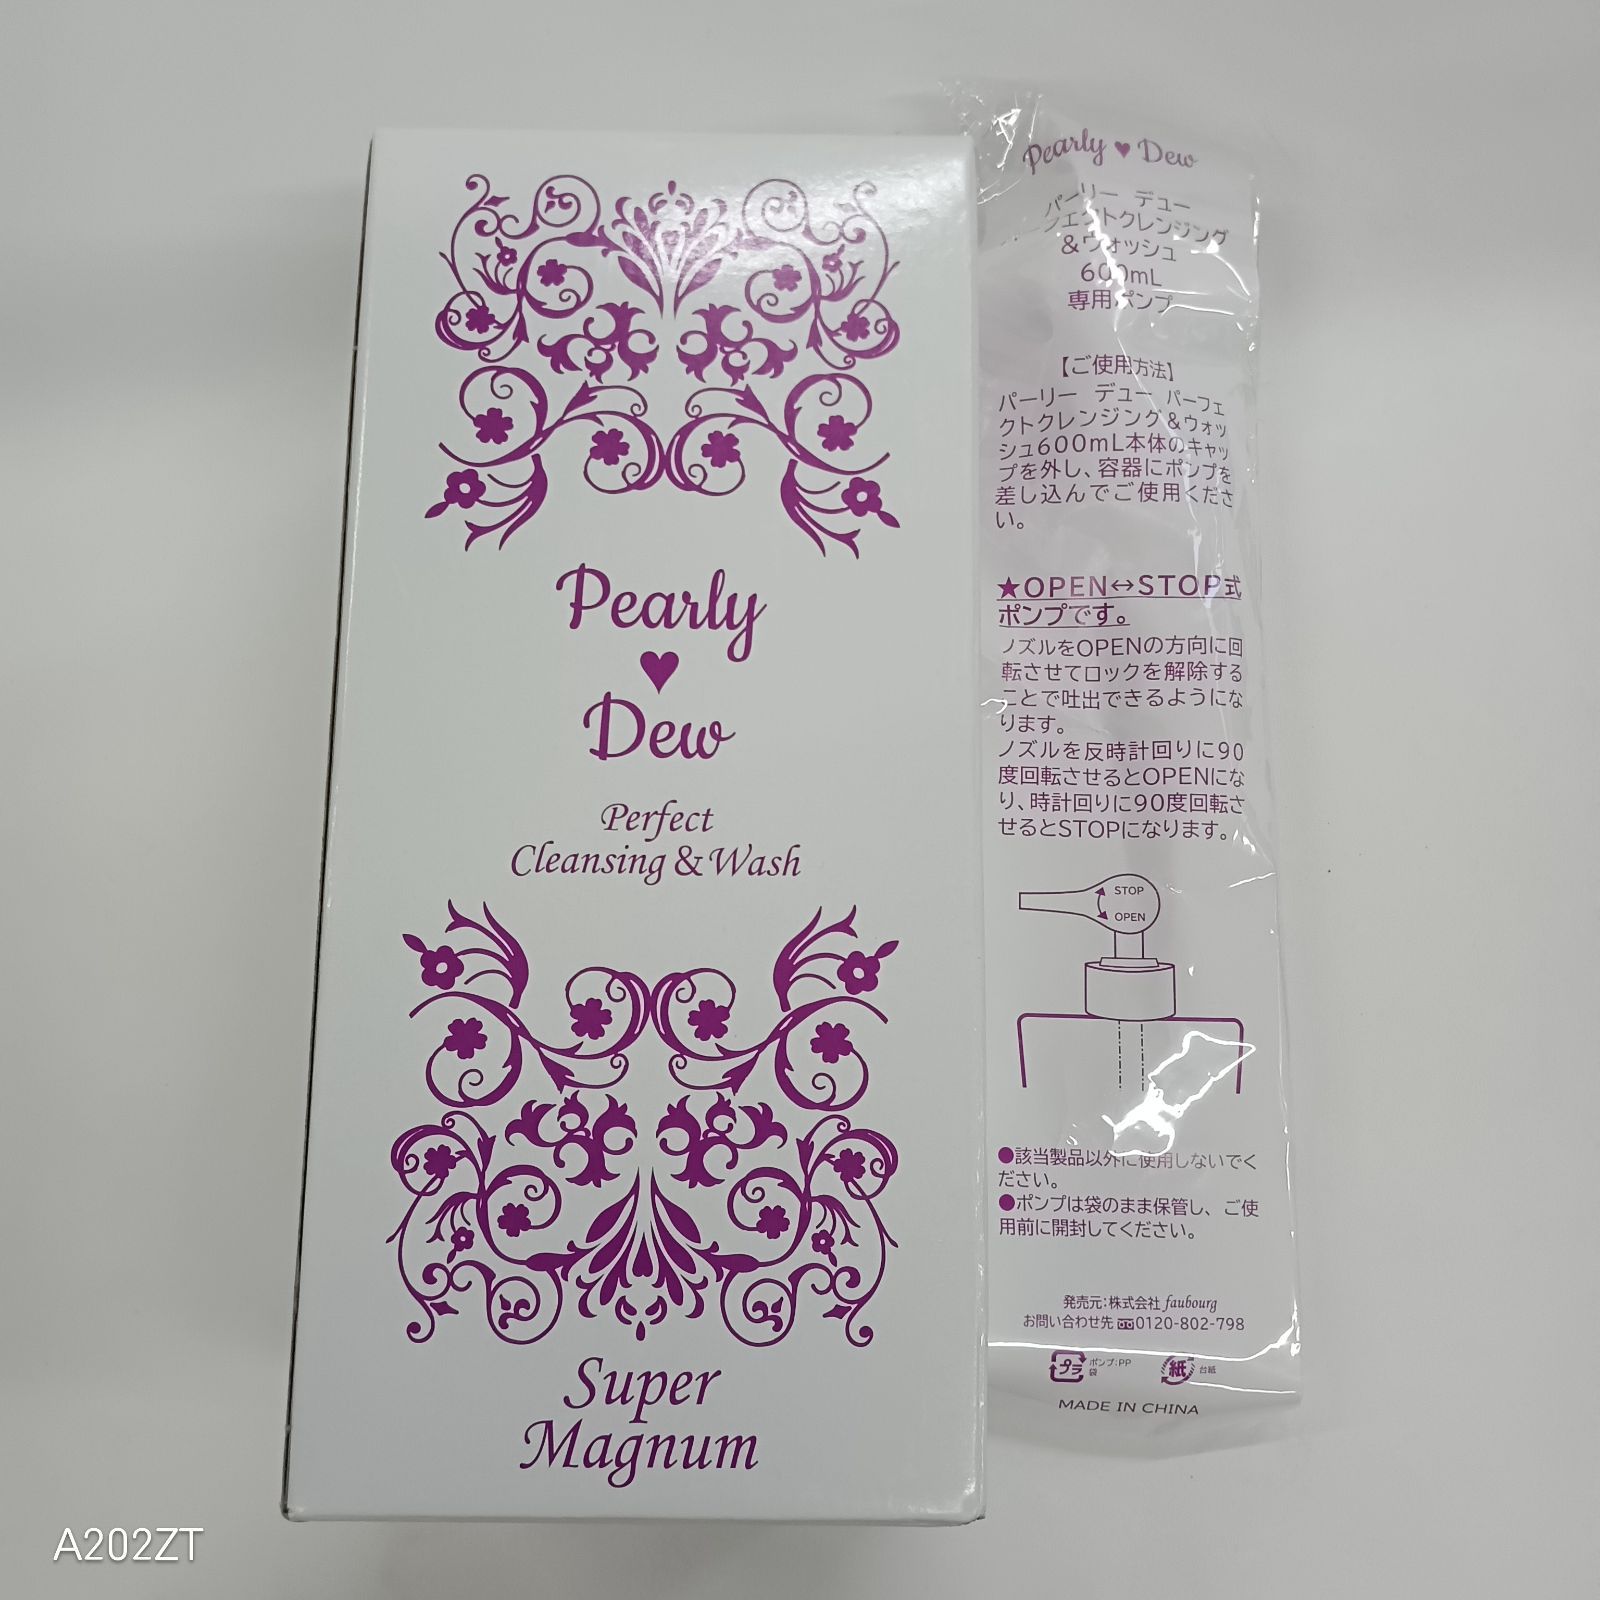 Pearly
♥
Dew
Perfect
Cleansing & Wash
Super
Magnum
Pearly ♥ Dew
パーリー デュー
フェクトクレンジング
&ウォッシュ
600mL
専用ポンプ
【ご使用方法】
パーリー デュー パーフェ
クトクレンジング&ウォッ
シュ600mL本体のキャッ
プを外し、容器にポンプを
差し込んでご使用くださ
い。
★OPEN↔STOP式
ポンプです。
ノズルをOPENの方向に回
転させてロックを解除する
ことで吐出できるようにな
ります。
ノズルを反時計回りに90
度回転させるとOPENにな
り、時計回りに90度回転さ
せるとSTOPになります。
STOP
OPEN
●該当製品以外に使用しないでく
ださい。
●ポンプは袋のまま保管し、ご使
用前に開封してください。
発売元:株式会社 faubourg
お問い合わせ先 0120-802-798
プラ ポンプ:PP
袋
紙 台紙
MADE IN CHINA
A202ZT